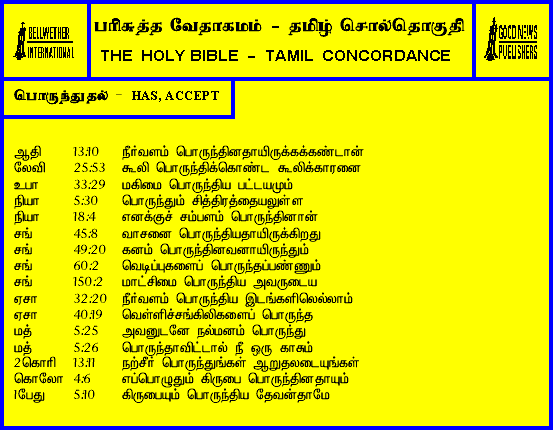 BELLWETHER
INTERNATIONAL
பரிசுத்த வேதாகமம் - தமிழ் சொல்தொகுதி
THE HOLY BIBLE - TAMIL CONCORDANCE
GOOD NEWS
PUBLISHERS
பொருந்துதல் - HAS, ACCEPT
ஆதி 13:10 நீர்வளம் பொருந்தினதாயிருக்கக்கண்டான்
லேவி 25:53 கூலி பொருந்திக்கொண்ட கூலிக்காரனை
உபா 33:29 மகிமை பொருந்திய பட்டயமும்
நியா 5:30 பொருந்தும் சித்திரத்தையலுள்ள
நியா 18:4 எனக்குச் சம்பளம் பொருந்தினான்
சங் 45:8 வாசனை பொருந்தியதாயிருக்கிறது
சங் 49:20 கனம் பொருந்தினவனாயிருந்தும்
சங் 60:2 வெடிப்புகளைப் பொருந்தப்பண்ணும்
சங் 150:2 மாட்சிமை பொருந்திய அவருடைய
ஏசா 32:20 நீர்வளம் பொருந்திய இடங்களிலெல்லாம்
ஏசா 40:19 வெள்ளிச்சங்கிலிகளைப் பொருந்த
மத் 5:25 அவனுடனே நல்மனம் பொருந்து
மத் 5:26 பொருந்தாவிட்டால் நீ ஒரு காசும்
2கொரி 13:11 நற்சீர் பொருந்துங்கள் ஆறுதலடையுங்கள்
கொலோ 4:6 எப்பொழுதும் கிருபை பொருந்தினதாயும்
1பேது 5:10 கிருபையும் பொருந்திய தேவன்தாமே